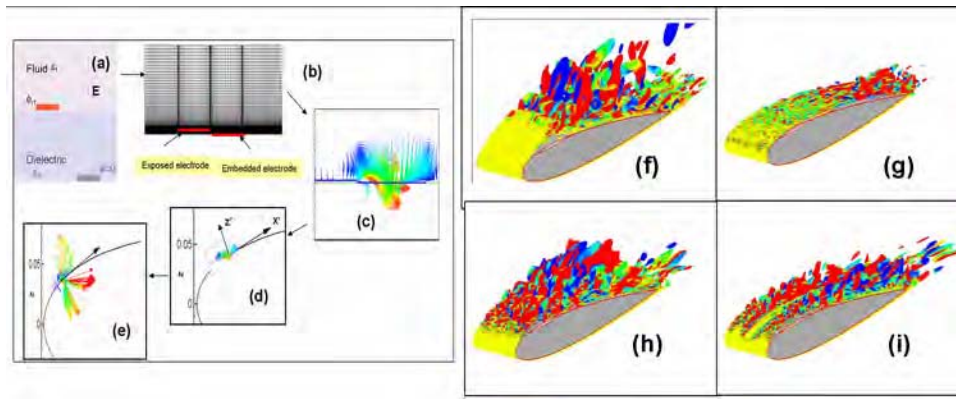 (a)
Fluid
E
Dielectric
(b)
Exposed electrode
Embedded electrode
(c)
Z'
X'
0.05
N
0
(d)
0.05
N
0
(e)
(f)
(g)
(h)
(i)